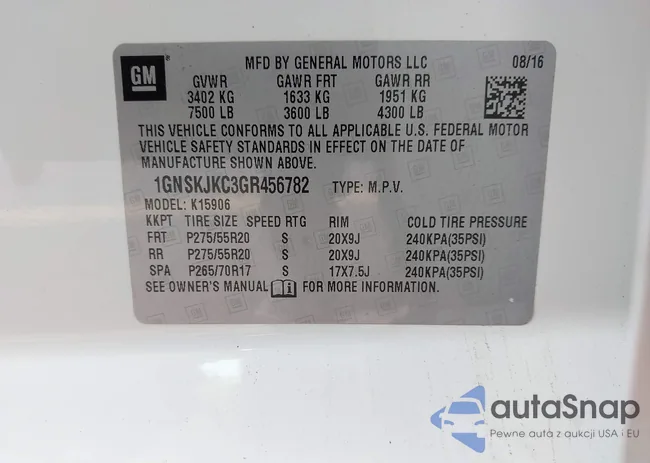 GM
MFD BY GENERAL MOTORS LLC 08/16
GVWR GAWR FRT GAWR RR
3402 KG 1633 KG 1951 KG
7500 LB 3600 LB 4300 LB
THIS VEHICLE CONFORMS TO ALL APPLICABLE U.S. FEDERAL MOTOR
VEHICLE SAFETY STANDARDS IN EFFECT ON THE DATE OF
MANUFACTURE SHOWN ABOVE.
1GNSKJKC3GR456782 TYPE: M.P.V.
MODEL: K15906
KKPT TIRE SIZE SPEED RTG RIM COLD TIRE PRESSURE
FRT P275/55R20 S 20X9J 240KPA(35PSI)
RR P275/55R20 S 20X9J 240KPA(35PSI)
SPA P265/70R17 S 17X7.5J 240KPA(35PSI)
SEE OWNER'S MANUAL FOR MORE INFORMATION.
autoSnap
Pewne auta z aukcji USA i EU